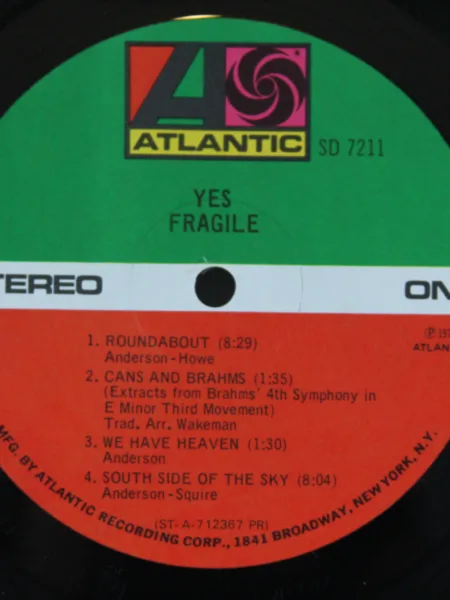 ATLANTIC
SD 7211
YES
FRAGILE
TEREO
ON
1. ROUNDABOUT (8:29)
Anderson-Howe
2. CANS AND BRAHMS (1:35)
(Extracts from Brahms' 4th Symphony in
E Minor Third Movement)
Trad. Arr. Wakeman
3. WE HAVE HEAVEN (1:30)
Anderson
4. SOUTH SIDE OF THE SKY (8:04)
Anderson-Squire
℗ 197
ATLAN
(ST-A-712367 PR)
MFG. BY ATLANTIC RECORDING CORP., 1841 BROADWAY, NEW YORK, N.Y.